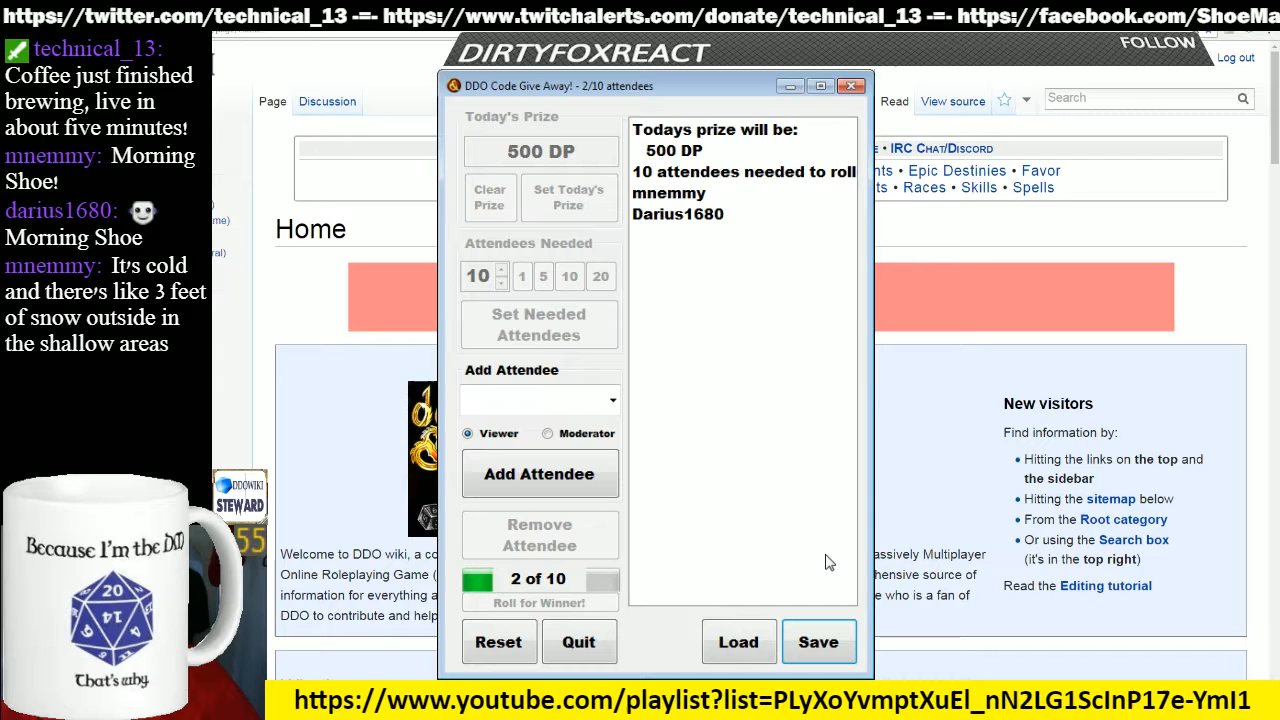 https://twitter.com/technical_13 -=- https://www.twitchalerts.com/donate/technical_13 -=- https://facebook.com/ShoeMa
technical_13:
Coffee just finished
brewing, live in
about five minutes!
mnemmy: Morning
Shoe!
darius1680:
Morning Shoe
mnemmy: It's cold
and there's like 3 feet
of snow outside in
the shallow areas
DIRTYFOXREACT
FOLLOW
Log out
Page Discussion
Read View source
Search
IRC CHAT/DISCORD
Epic Destinies • Favor
• Races • Skills • Spells
Home
DDO Code Give Away! - 2/10 attendees
Today's Prize
500 DP
Clear
Prize
Set Today's
Prize
Attendees Needed
10 1 5 10 20
Set Needed
Attendees
Add Attendee
Viewer Moderator
Add Attendee
Remove
Attendee
2 of 10
Roll for Winner!
Reset Quit Load Save
Todays prize will be:
500 DP
10 attendees needed to roll
mnemmy
Darius1680
New visitors
Find information by:
• Hitting the links on the top and
the sidebar
• Hitting the sitemap below
• From the Root category
• Or using the Search box
(it's in the top right)
Read the Editing tutorial
Welcome to DDO wiki, a
Online Roleplaying Game (
information for everything
DDO to contribute and help
assively Multiplayer
hensive source of
who is a fan of
DDOWIKI
STEWARD
55
Because I'm the DM
20
14
That's why.
https://www.youtube.com/playlist?list=PLyXoYvmptXuEl_nN2LG1ScInP17e-YmI1